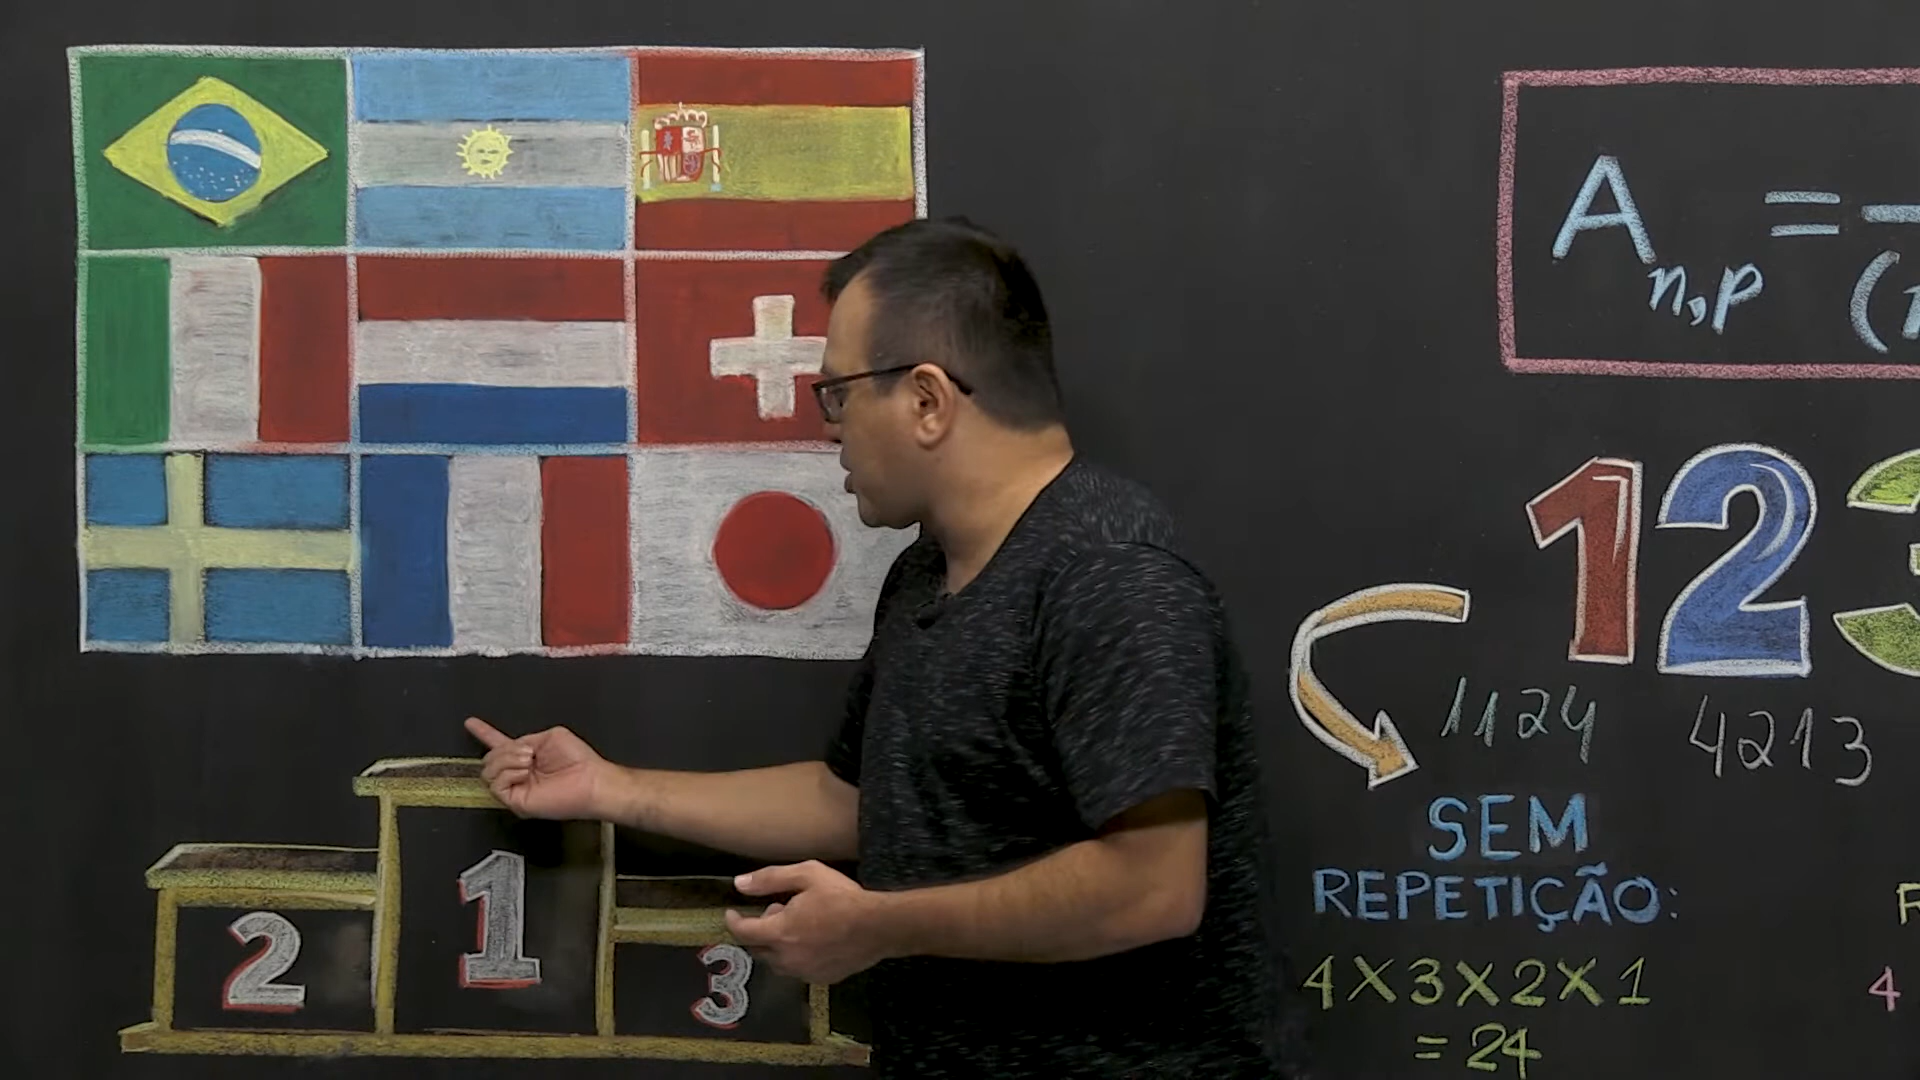 2 1 3
A n,p = (
1 2 3
1124 4213
SEM
REPETIÇÃO:
4X3X2X1
4
= 24